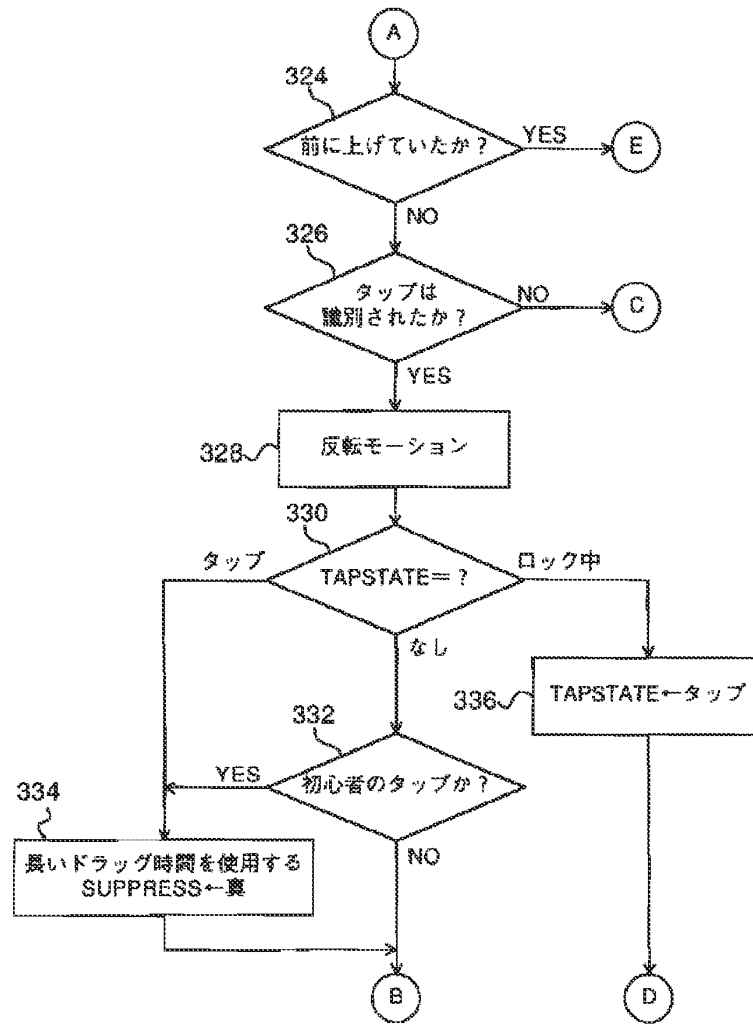 A
324
前に上げていたか？
YES
E
NO
326
タップは
識別されたか？
NO
C
YES
328
反転モーション
330
タップ
TAPSTATE＝？
ロック中
なし
336
TAPSTATE←タップ
332
YES
初心者のタップか？
334
長いドラッグ時間を使用する
SUPPRESS←真
NO
B
D